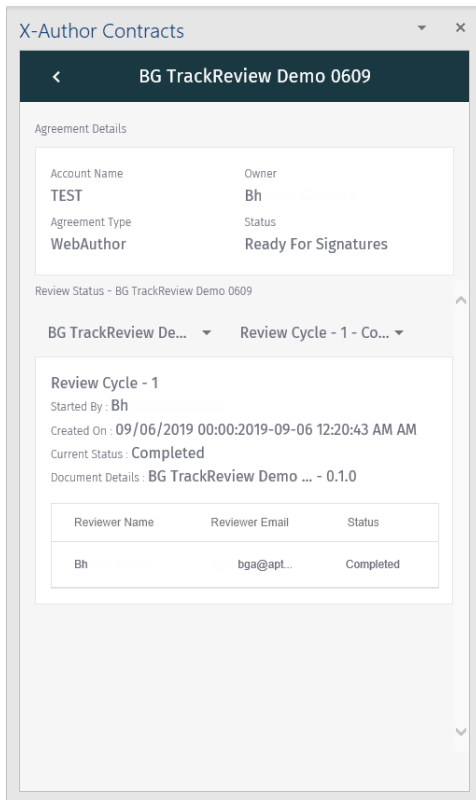 X-Author Contracts
BG TrackReview Demo 0609
Agreement Details
Account Name Owner
TEST Bh
Agreement Type Status
WebAuthor Ready For Signatures
Review Status - BG TrackReview Demo 0609
BG TrackReview De... Review Cycle - 1 - Co...
Review Cycle - 1
Started By : Bh
Created On : 09/06/2019 00:00:2019-09-06 12:20:43 AM AM
Current Status : Completed
Document Details : BG TrackReview Demo ... - 0.1.0
Reviewer Name Reviewer Email Status
Bh bga@apt... Completed